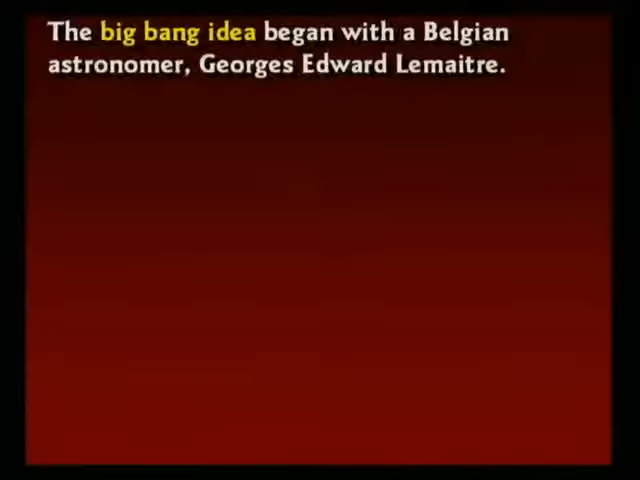 The big bang idea began with a Belgian
astronomer, Georges Edward Lemaitre.